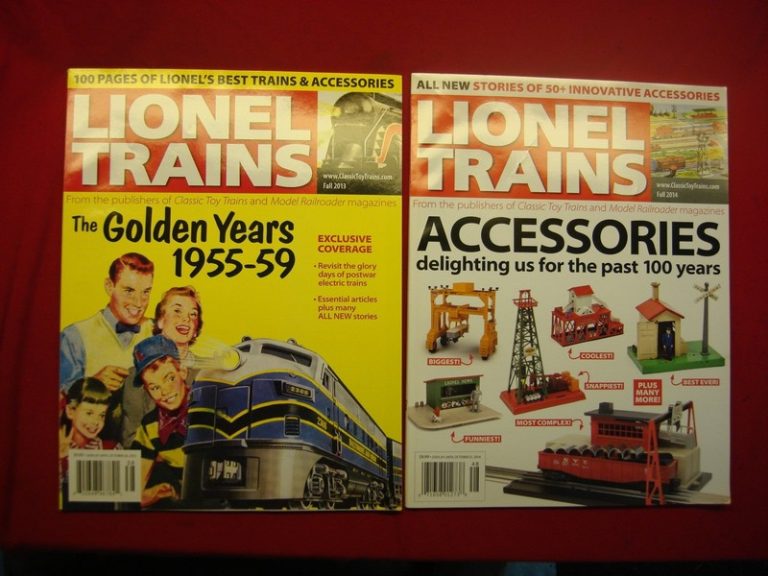 100 PAGES OF LIONEL'S BEST TRAINS & ACCESSORIES
LIONEL
TRAINS
www.ClassicToyTrains.com
Fall 2013
From the publishers of Classic Toy Trains and Model Railroader magazines
The Golden Years
1955-59
EXCLUSIVE
COVERAGE
• Revisit the glory
days of postwar
electric trains
• Essential articles
plus many
ALL NEW stories
ALL NEW STORIES OF 50+ INNOVATIVE ACCESSORIES
LIONEL
TRAINS
www.ClassicToyTrains.com
Fall 2014
From the publishers of Classic Toy Trains and Model Railroader magazines
ACCESSORIES
delighting us for the past 100 years
BIGGEST!
COOLEST!
BEST EVER!
SNAPPIEST!
PLUS
MANY
MORE!
LIONEL NEWS
MOST COMPLEX!
FUNNIEST!